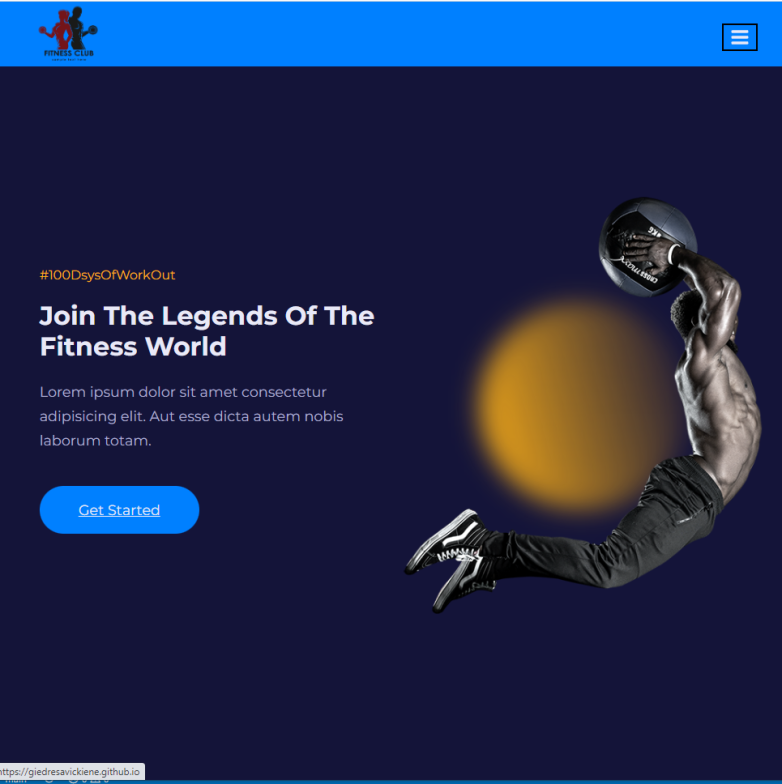 FITNESS CLUB
#100DsysOfWorkOut
Join The Legends Of The
Fitness World
Lorem ipsum dolor sit amet consectetur
adipisicing elit. Aut esse dicta autem nobis
laborum totam.
Get Started
https://giedresavickiene.github.io